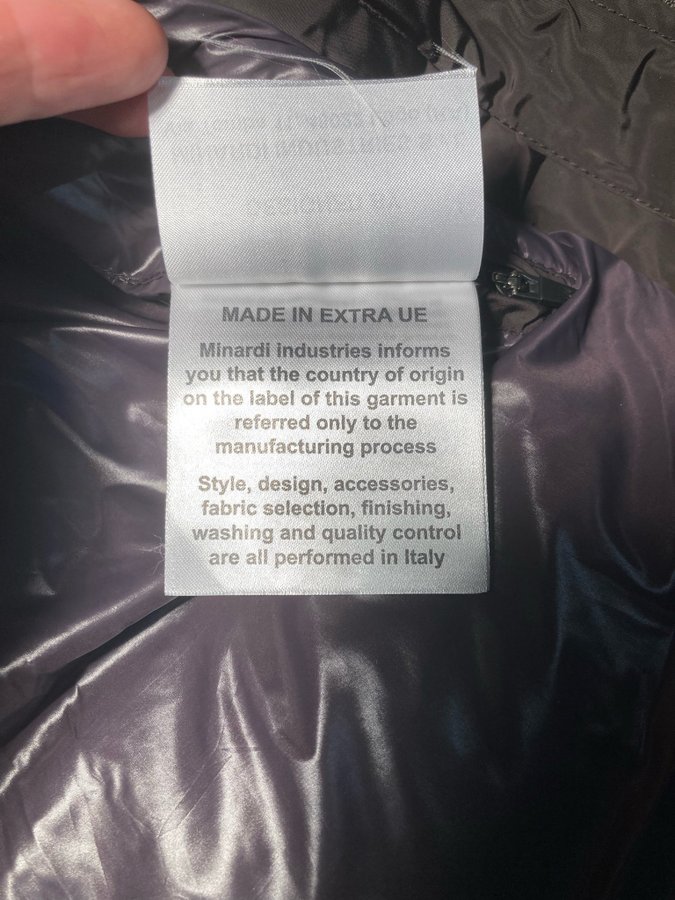 MADE IN EXTRA UE
Minardi industries informs
you that the country of origin
on the label of this garment is
referred only to the
manufacturing process
Style, design, accessories,
fabric selection, finishing,
washing and quality control
are all performed in Italy